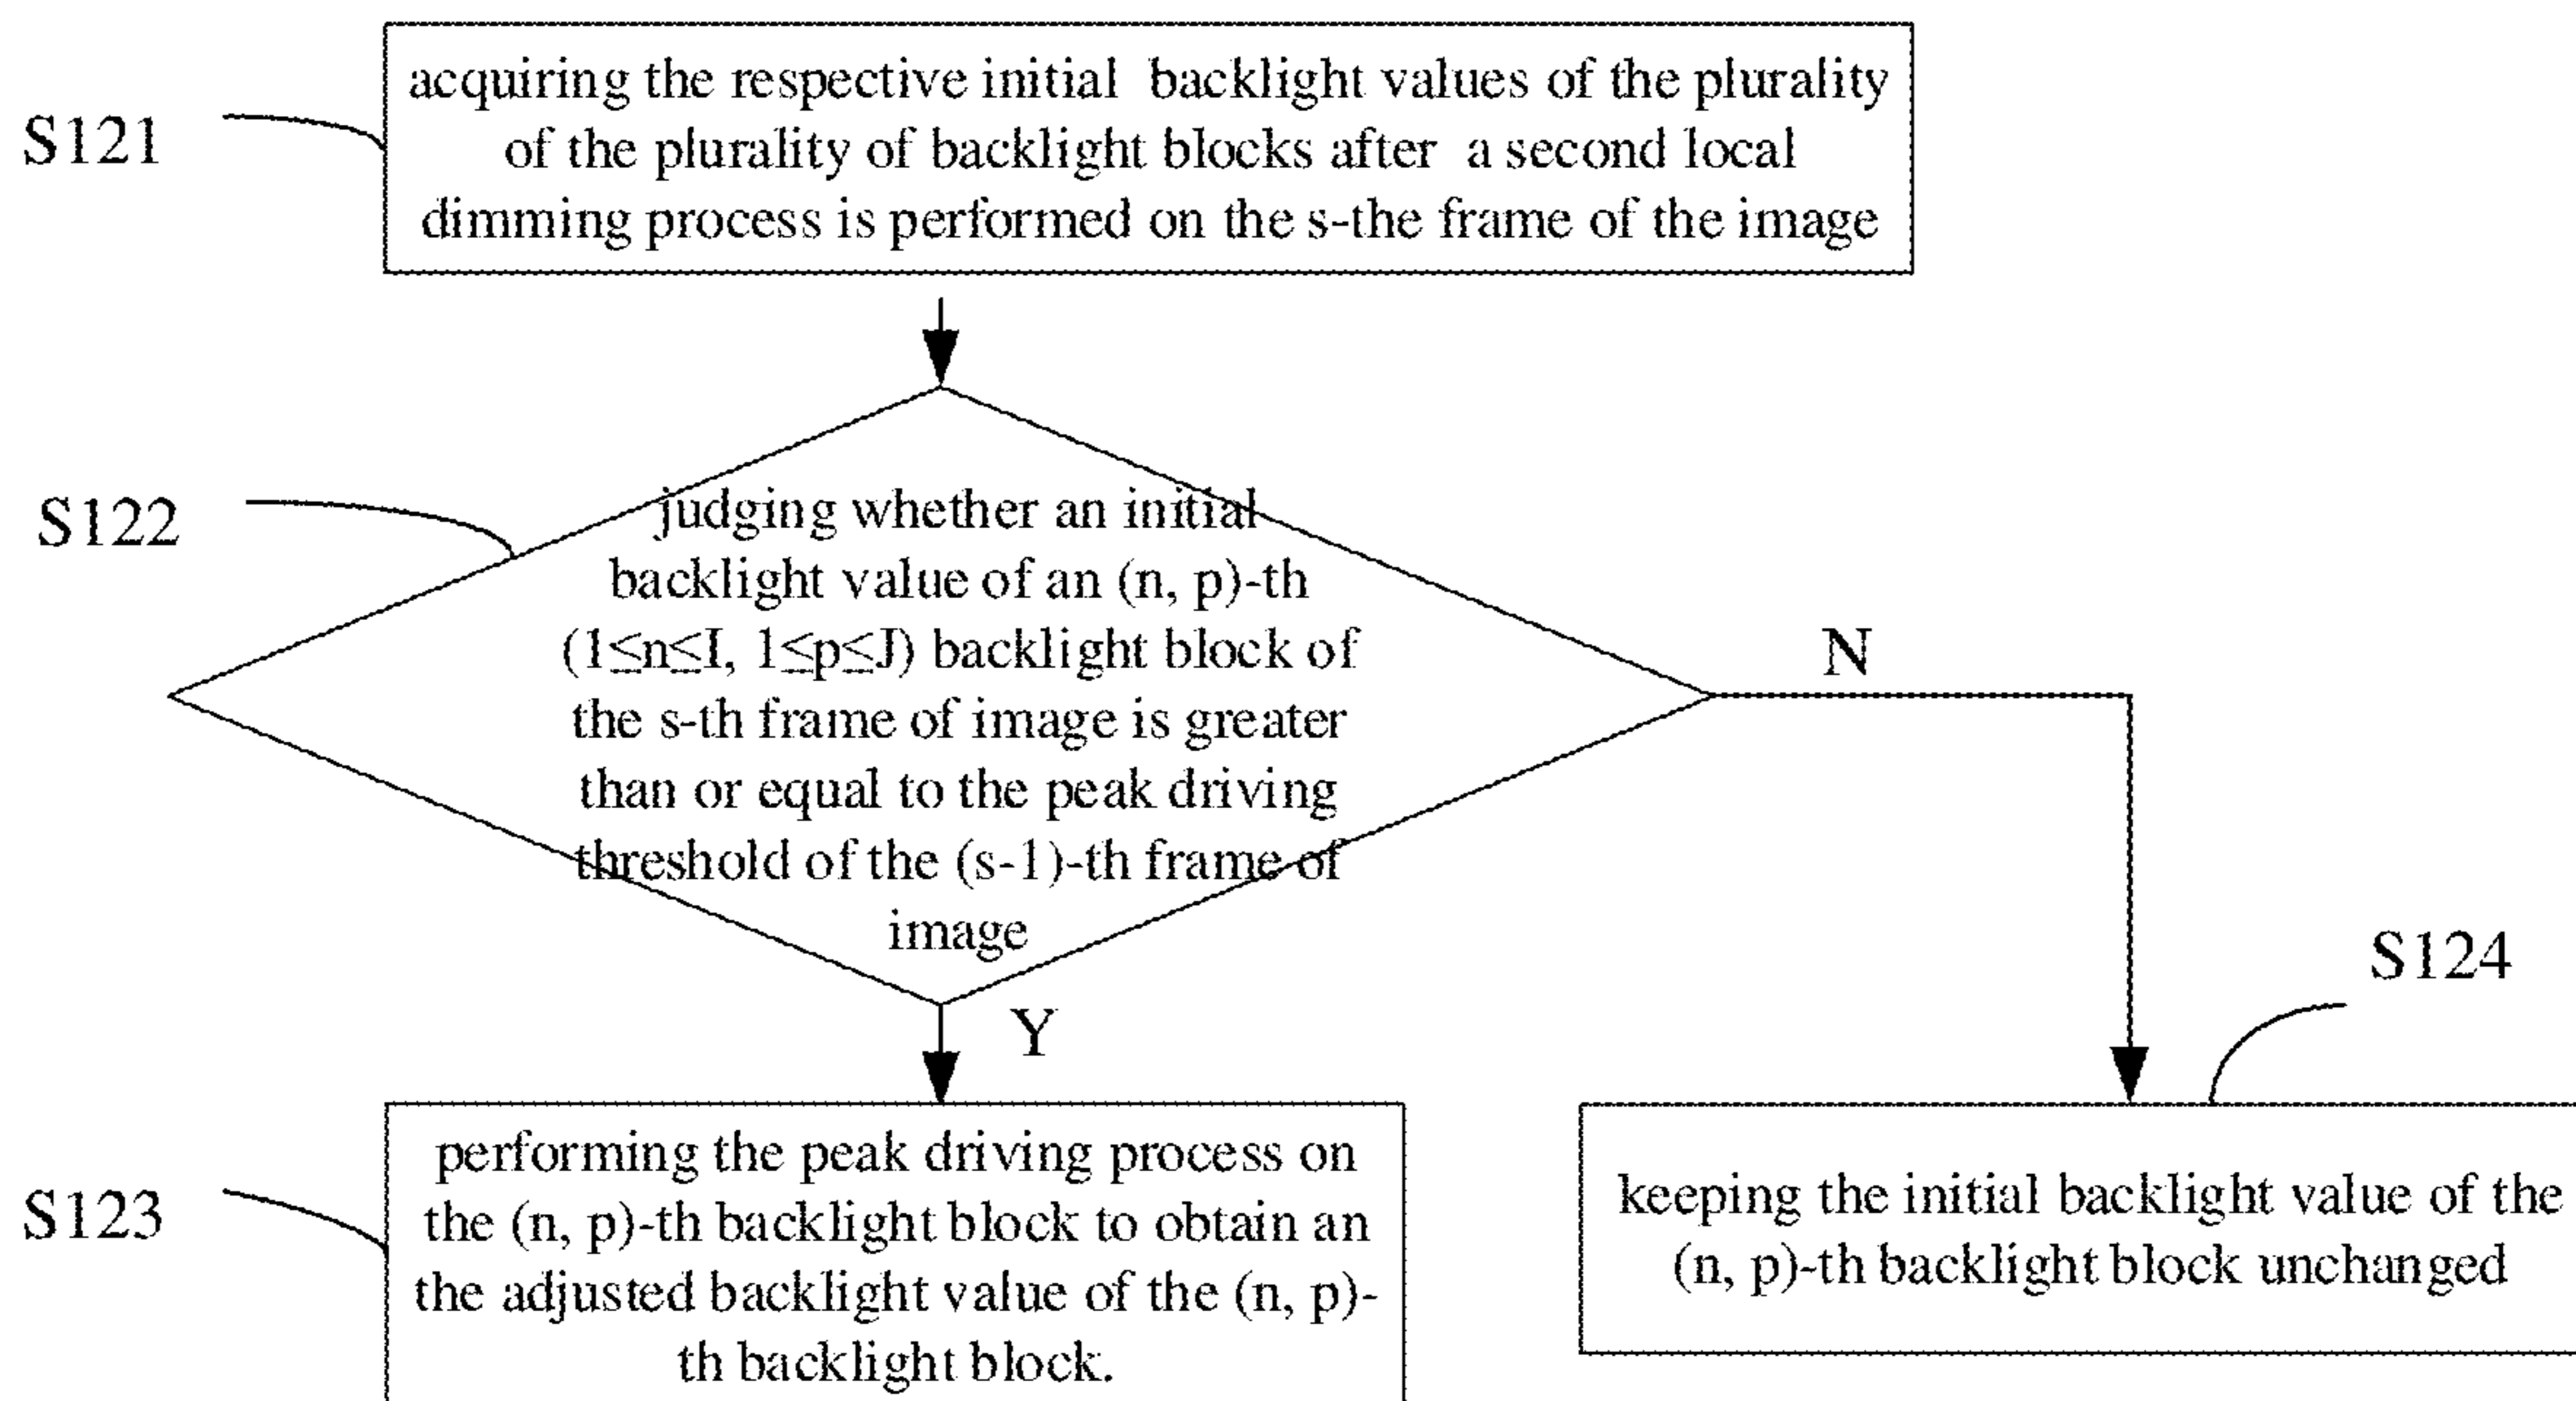 S121
acquiring the respective initial backlight values of the plurality
of the plurality of backlight blocks after a second local
dimming process is performed on the s-the frame of the image
S122
judging whether an initial
backlight value of an (n, p)-th
(1≤n≤I, 1≤p≤J) backlight block of
the s-th frame of image is greater
than or equal to the peak driving
threshold of the (s-1)-th frame of
image
N
Y
S123
performing the peak driving process on
the (n, p)-th backlight block to obtain an
the adjusted backlight value of the (n, p)-
th backlight block.
S124
keeping the initial backlight value of the
(n, p)-th backlight block unchanged